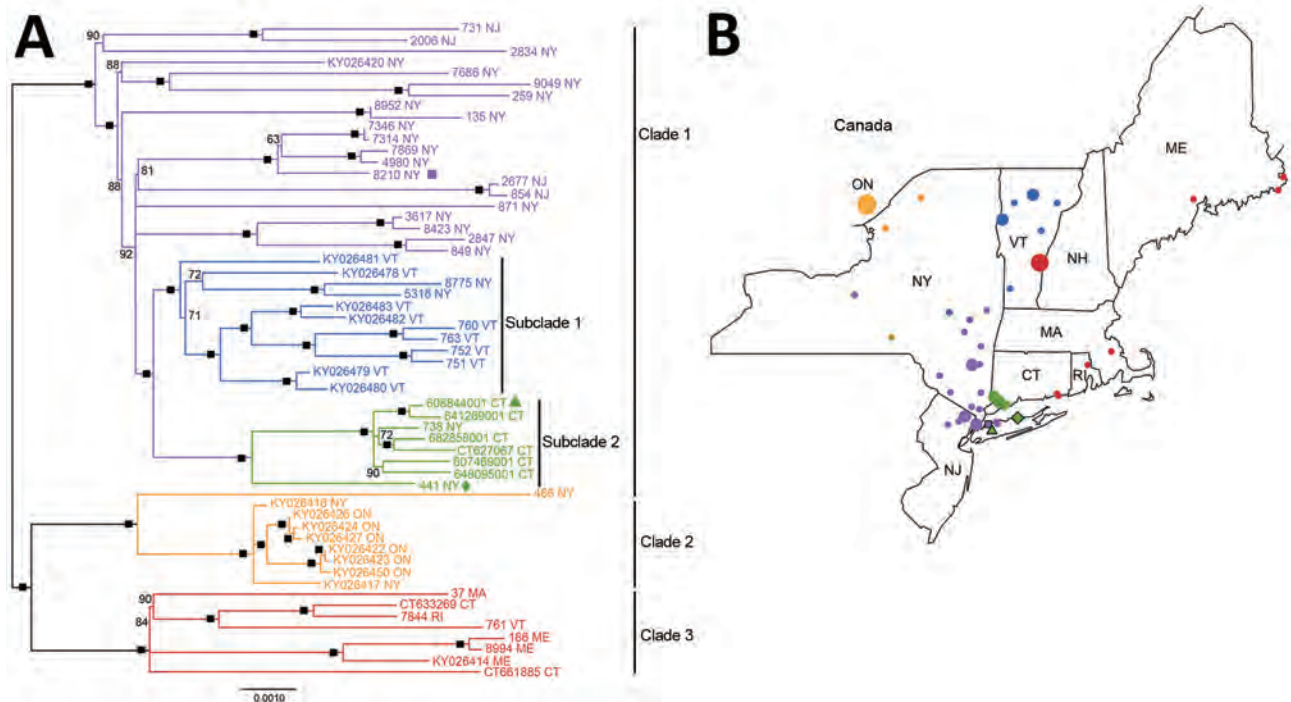 A
731 NJ
2006 NJ
2834 NY
KY026420 NY
7686 NY
9049 NY
259 NY
8952 NY
135 NY
7346 NY
7314 NY
7869 NY
4980 NY
8210 NY
2677 NJ
854 NJ
871 NY
3617 NY
8423 NY
2847 NY
849 NY
KY026481 VT
KY026478 VT
8775 NY
5316 NY
KY026483 VT
KY026482 VT
760 VT
763 VT
752 VT
751 VT
KY026479 VT
KY026480 VT
608844001 CT
641269001 CT
738 NY
682858001 CT
CT627067 CT
607469001 CT
648095001 CT
441 NY
466 NY
KY026418 NY
KY026426 ON
KY026424 ON
KY026427 ON
KY026422 ON
KY026423 ON
KY026450 ON
KY026417 NY
37 MA
CT633269 CT
7844 RI
761 VT
166 ME
8994 ME
KY026414 ME
CT661885 CT
90
88
63
61
88
92
72
71
72
90
90
84
0.0010
Subclade 1
Subclade 2
Clade 1
Clade 2
Clade 3
B
Canada
ME
ON
VT
NH
NY
MA
CT
RI
NJ